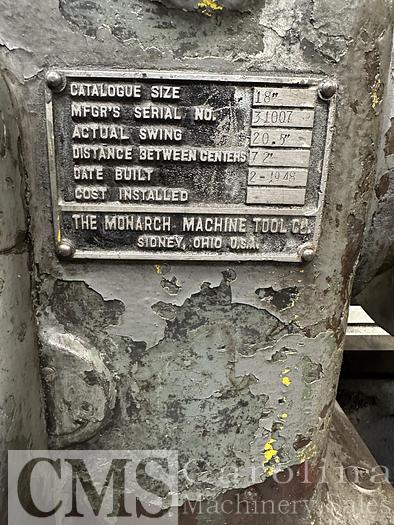 CATALOGUE SIZE 18"
MFGR'S SERIAL NO. 31007
ACTUAL SWING 20.5"
DISTANCE BETWEEN CENTERS 72"
DATE BUILT 2-1948
COST INSTALLED -
THE MONARCH MACHINE TOOL CO.
SIDNEY, OHIO U.S.A.
CMS Carolina
Machinery Sales